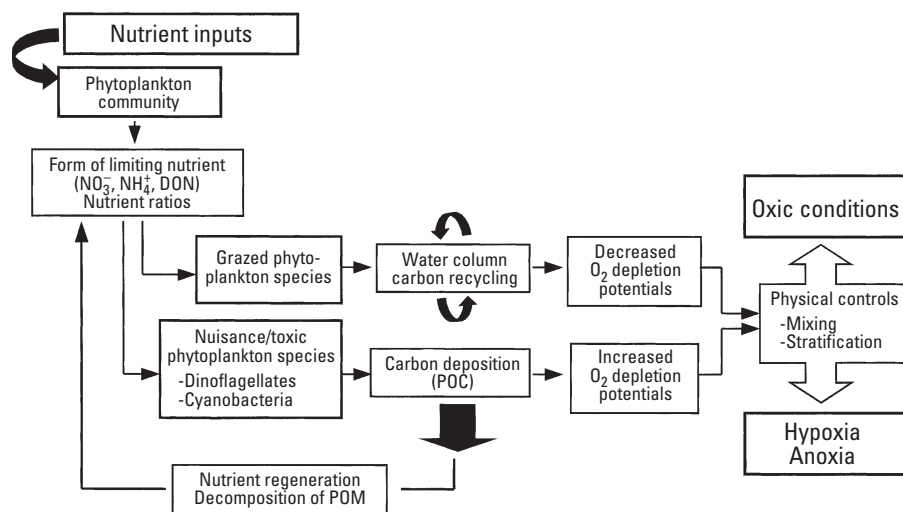 Nutrient inputs
Phytoplankton
community
Form of limiting nutrient
(NO₃⁻, NH₄⁺, DON)
Nutrient ratios
Grazed phyto-
plankton species
Water column
carbon recycling
Decreased
O₂ depletion
potentials
Oxic conditions
Physical controls
-Mixing
-Stratification
Nuisance/toxic
phytoplankton species
-Dinoflagellates
-Cyanobacteria
Carbon deposition
(POC)
Increased
O₂ depletion
potentials
Hypoxia
Anoxia
Nutrient regeneration
Decomposition of POM